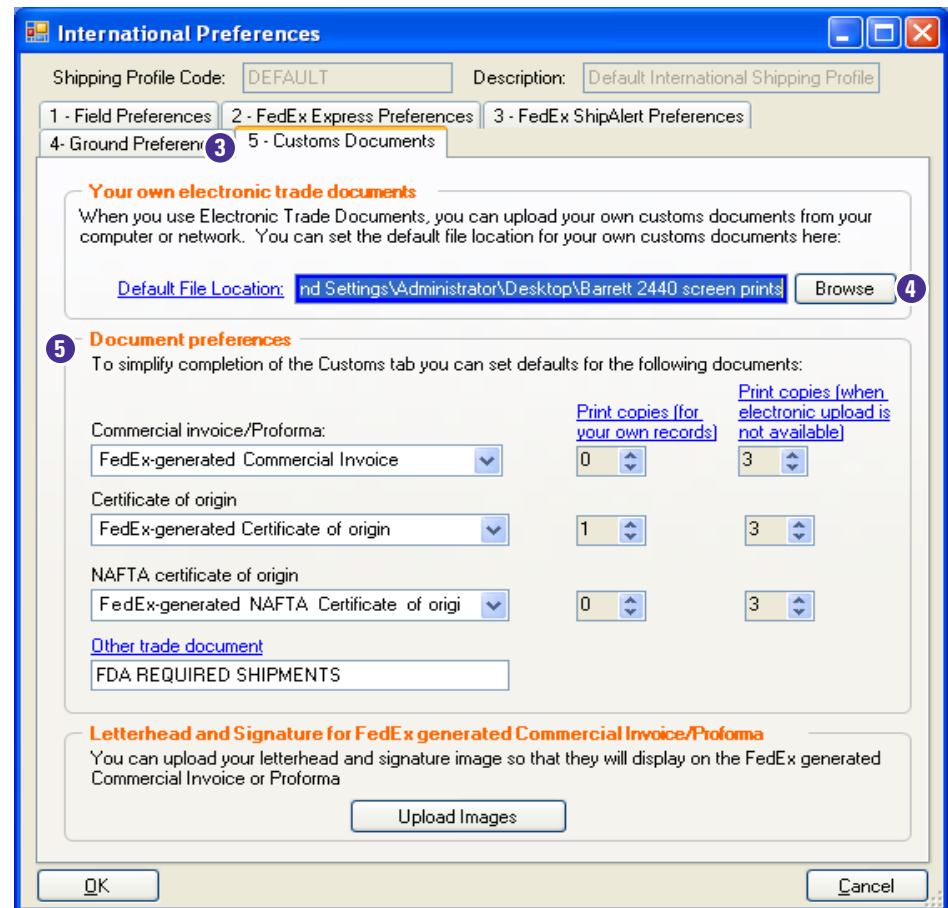 International Preferences
Shipping Profile Code: DEFAULT Description: Default International Shipping Profile
1 - Field Preferences 2 - FedEx Express Preferences 3 - FedEx ShipAlert Preferences
4- Ground Preferenc 3 5 - Customs Documents
Your own electronic trade documents
When you use Electronic Trade Documents, you can upload your own customs documents from your
computer or network. You can set the default file location for your own customs documents here:
Default File Location: nd Settings\Administrator\Desktop\Barrett 2440 screen prints Browse 4
5 Document preferences
To simplify completion of the Customs tab you can set defaults for the following documents:
Print copies (for
your own records)
Print copies (when
electronic upload is
not available)
Commercial invoice/Proforma:
FedEx-generated Commercial Invoice 0 3
Certificate of origin
FedEx-generated Certificate of origin 1 3
NAFTA certificate of origin
FedEx-generated NAFTA Certificate of origi 0 3
Other trade document
FDA REQUIRED SHIPMENTS
Letterhead and Signature for FedEx generated Commercial Invoice/Proforma
You can upload your letterhead and signature image so that they will display on the FedEx generated
Commercial Invoice or Proforma
Upload Images
OK Cancel